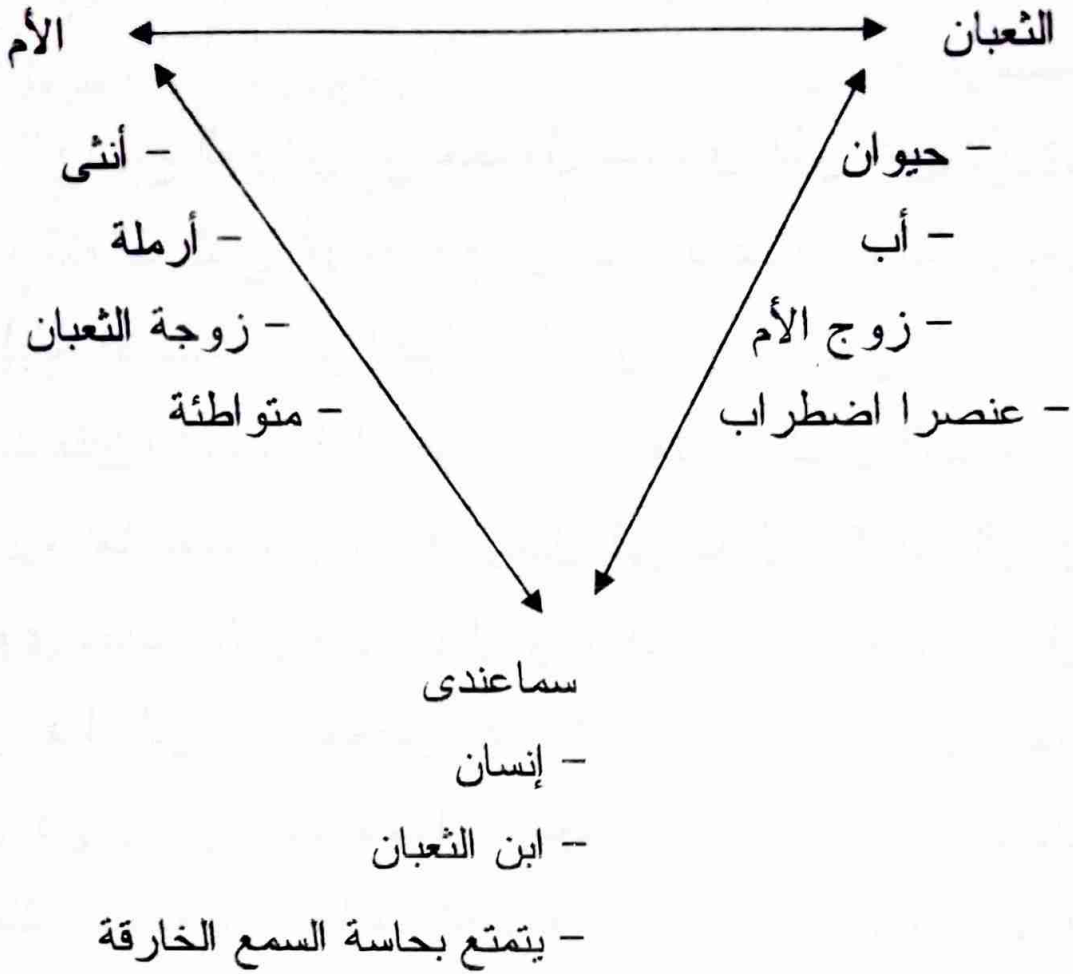 الثعبان
الأم
- حيوان
- أنثى
- أب
- أرملة
- زوج الأم
- زوجة الثعبان
- عنصرا اضطراب
- متواطئة
سماعندى
- إنسان
- ابن الثعبان
- يتمتع بحاسة السمع الخارقة